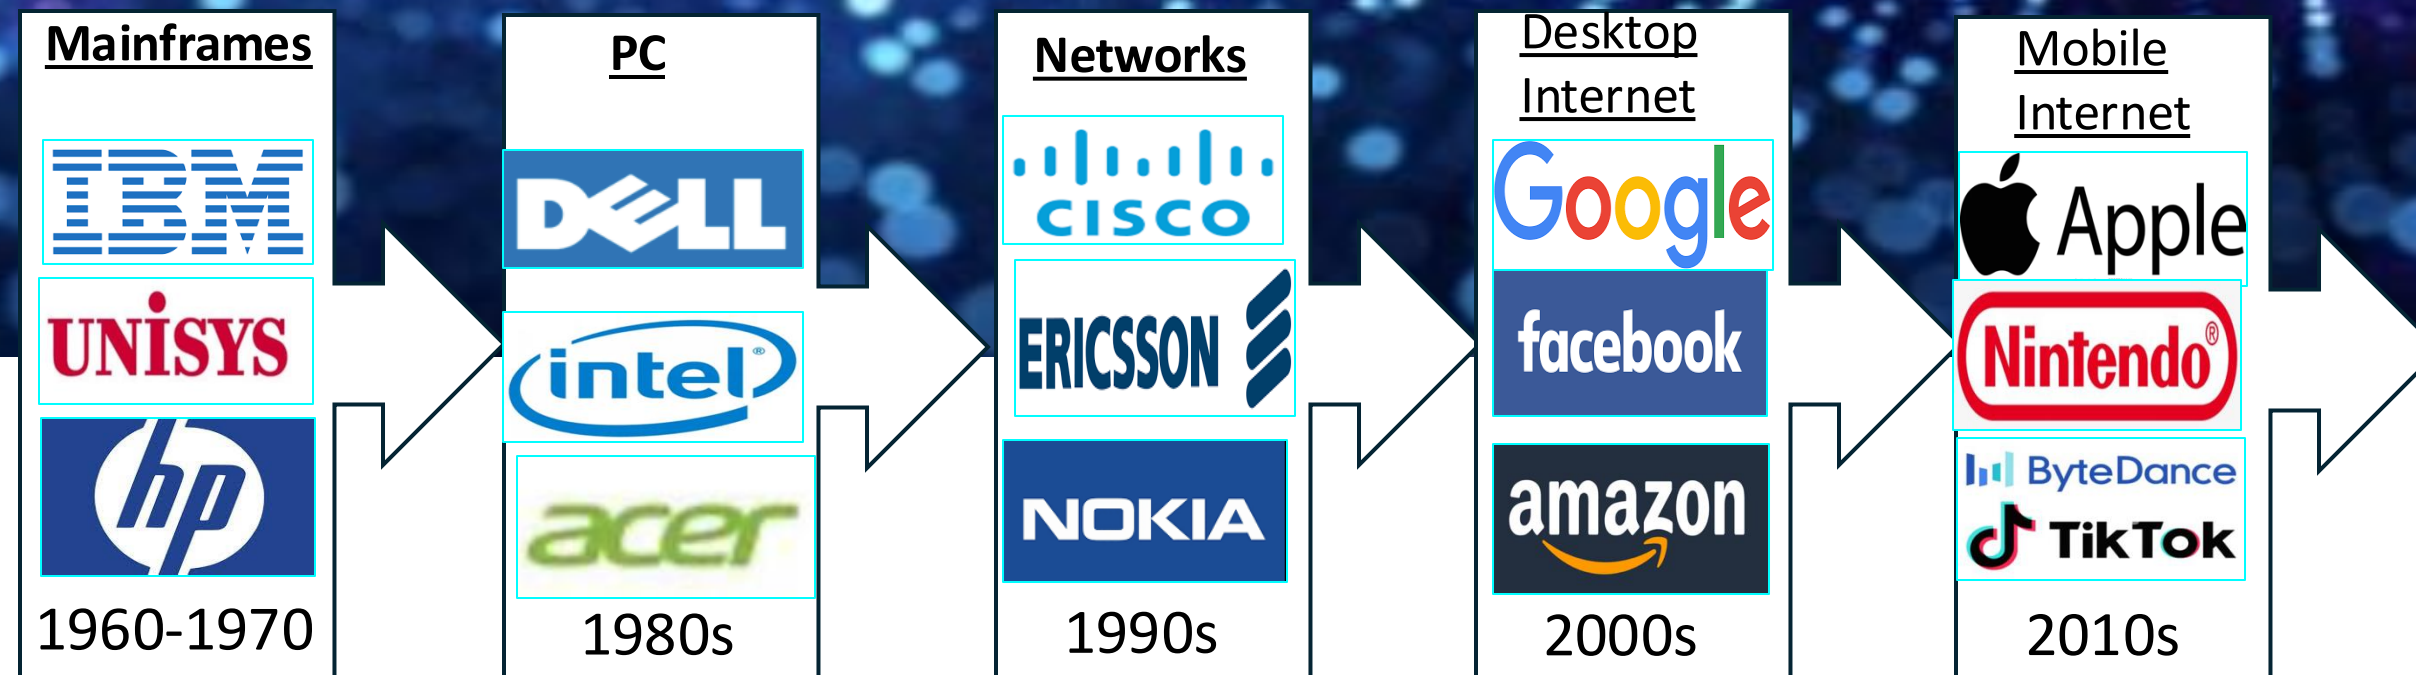 Mainframes
IBM
UNISYS
hp
1960-1970
PC
DELL
intel®
acer
1980s
Networks
CISCO
ERICSSON
NOKIA
1990s
Desktop
Internet
Google
facebook
amazon
2000s
Mobile
Internet
Apple
Nintendo®
ByteDance
TikTok
2010s